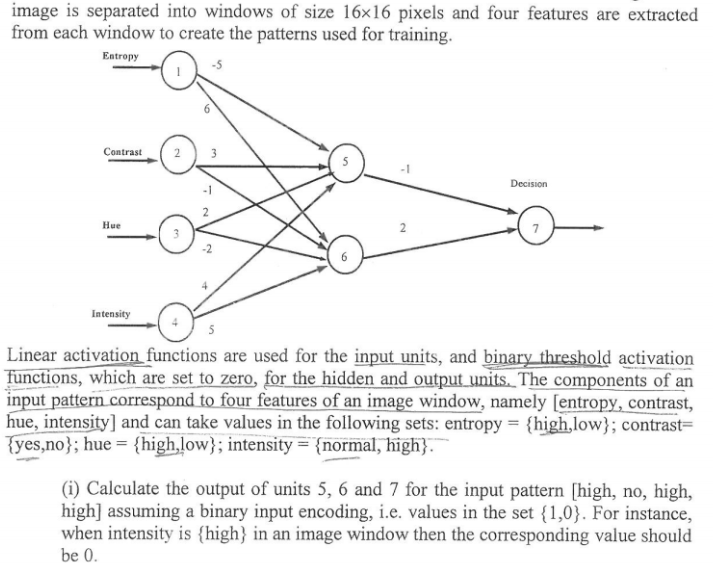 image is separated into windows of size 16×16 pixels and four features are extracted
from each window to create the patterns used for training.
Entropy
1
-5
6
Contrast
2
3
-1
5
-1
Decision
Hue
3
2
-2
6
2
7
Intensity
4
4
5
Linear activation functions are used for the input units, and binary threshold activation
functions, which are set to zero, for the hidden and output units. The components of an
input pattern correspond to four features of an image window, namely [entropy, contrast,
hue, intensity] and can take values in the following sets: entropy = {high,low}; contrast=
{yes,no}; hue = {high,low}; intensity = {normal, high}.
(i) Calculate the output of units 5, 6 and 7 for the input pattern [high, no, high,
high] assuming a binary input encoding, i.e. values in the set {1,0}. For instance,
when intensity is {high} in an image window then the corresponding value should
be 0.